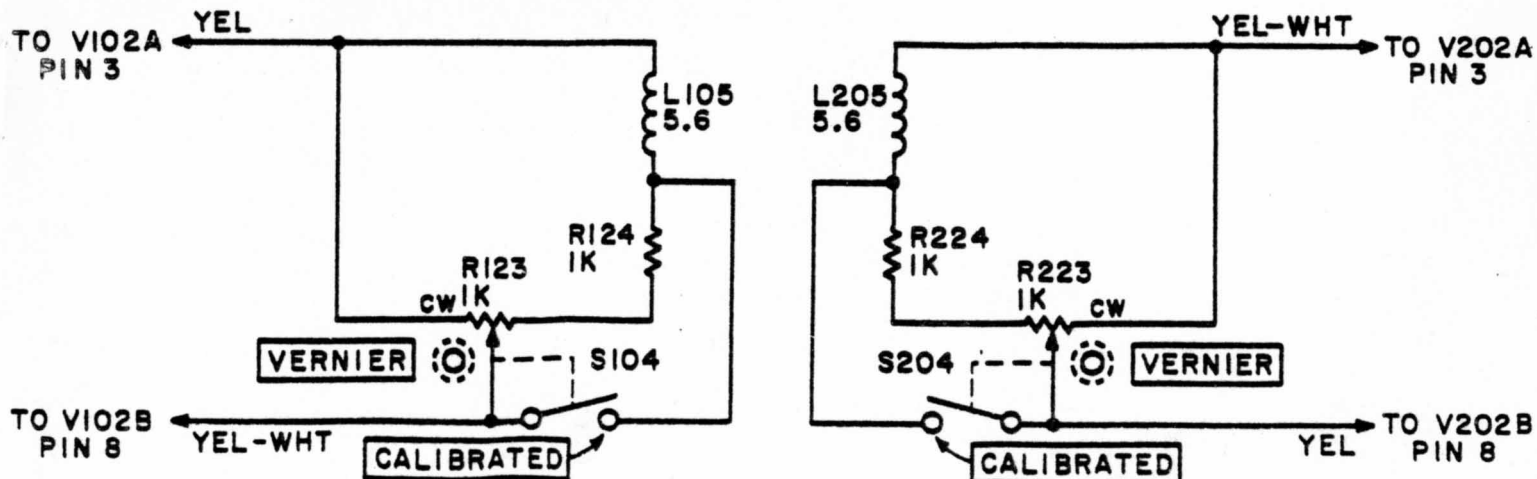 YEL
TO V102A
PIN 3
YEL-WHT
TO V202A
PIN 3
L105
5.6
L205
5.6
R124
1K
R224
1K
R123
1K
CW
R223
1K
CW
VERNIER
S104
S204
VERNIER
TO V102B
PIN 8
YEL-WHT
CALIBRATED
CALIBRATED
YEL
TO V202B
PIN 8